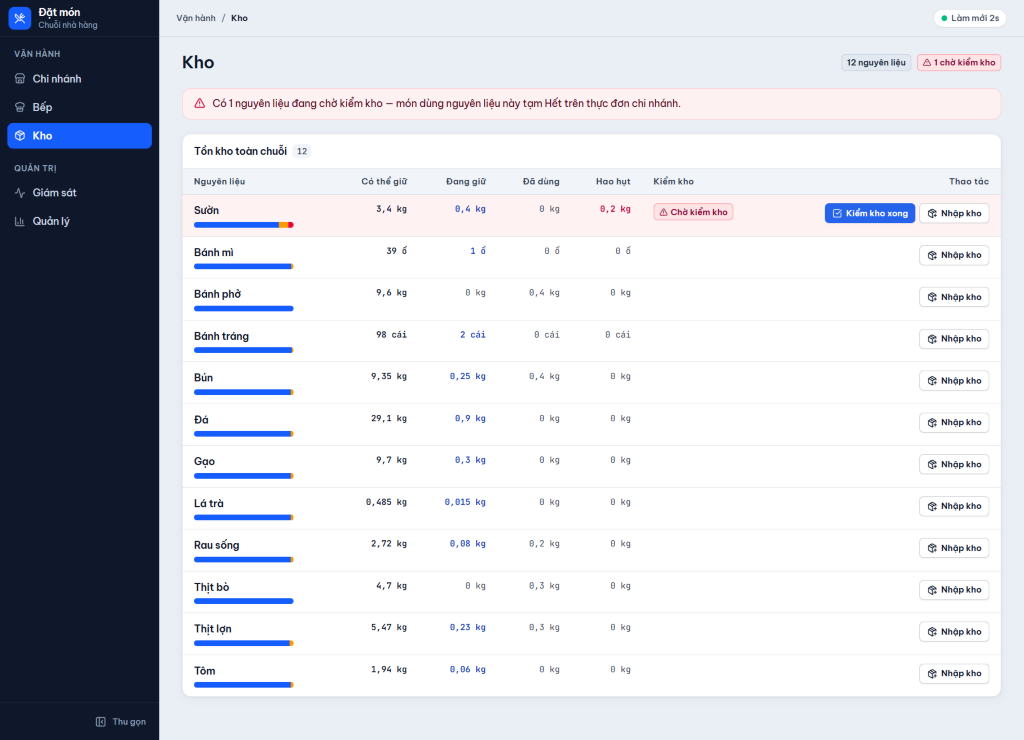 Đặt món
Chuỗi nhà hàng
VẬN HÀNH
Chi nhánh
Bếp
Kho
QUẢN TRỊ
Giám sát
Quản lý
Thu gọn
Vận hành / Kho
Làm mới 2s
Kho
12 nguyên liệu
1 chờ kiểm kho
Có 1 nguyên liệu đang chờ kiểm kho — món dùng nguyên liệu này tạm Hết trên thực đơn chi nhánh.
Tồn kho toàn chuỗi 12
Nguyên liệu Có thể giữ Đang giữ Đã dùng Hao hụt Kiểm kho Thao tác
Sườn 3,4 kg 0,4 kg 0 kg 0,2 kg Chờ kiểm kho Kiểm kho xong Nhập kho
Bánh mì 39 ổ 1 ổ 0 ổ 0 ổ Nhập kho
Bánh phở 9,6 kg 0 kg 0,4 kg 0 kg Nhập kho
Bánh tráng 98 cái 2 cái 0 cái 0 cái Nhập kho
Bún 9,35 kg 0,25 kg 0,4 kg 0 kg Nhập kho
Đá 29,1 kg 0,9 kg 0 kg 0 kg Nhập kho
Gạo 9,7 kg 0,3 kg 0 kg 0 kg Nhập kho
Lá trà 0,485 kg 0,015 kg 0 kg 0 kg Nhập kho
Rau sống 2,72 kg 0,08 kg 0,2 kg 0 kg Nhập kho
Thịt bò 4,7 kg 0 kg 0,3 kg 0 kg Nhập kho
Thịt lợn 5,47 kg 0,23 kg 0,3 kg 0 kg Nhập kho
Tôm 1,94 kg 0,06 kg 0 kg 0 kg Nhập kho